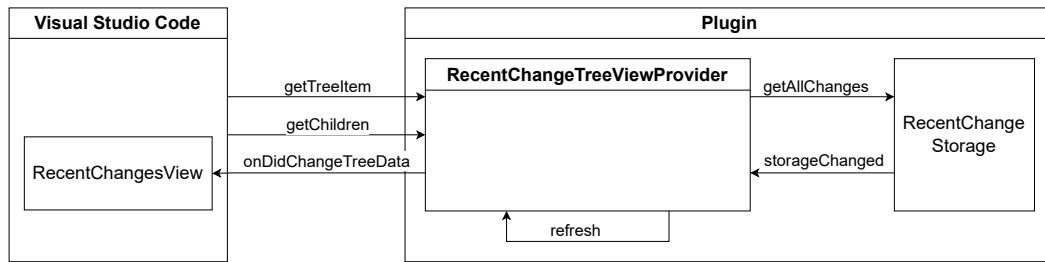 Visual Studio Code
Plugin
RecentChangeTreeViewProvider
getTreeItem
getAllChanges
getChildren
RecentChange
Storage
RecentChangesView
onDidChangeTreeData
storageChanged
refresh